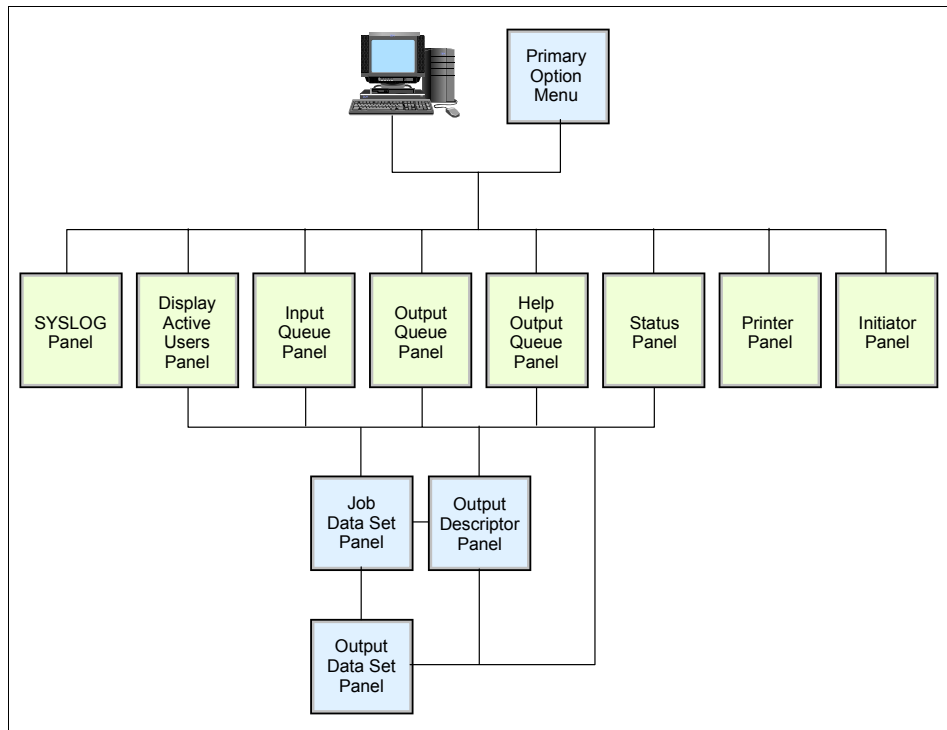 Primary
Option
Menu
SYSLOG
Panel
Display
Active
Users
Panel
Input
Queue
Panel
Output
Queue
Panel
Help
Output
Queue
Panel
Status
Panel
Printer
Panel
Initiator
Panel
Job
Data Set
Panel
Output
Descriptor
Panel
Output
Data Set
Panel